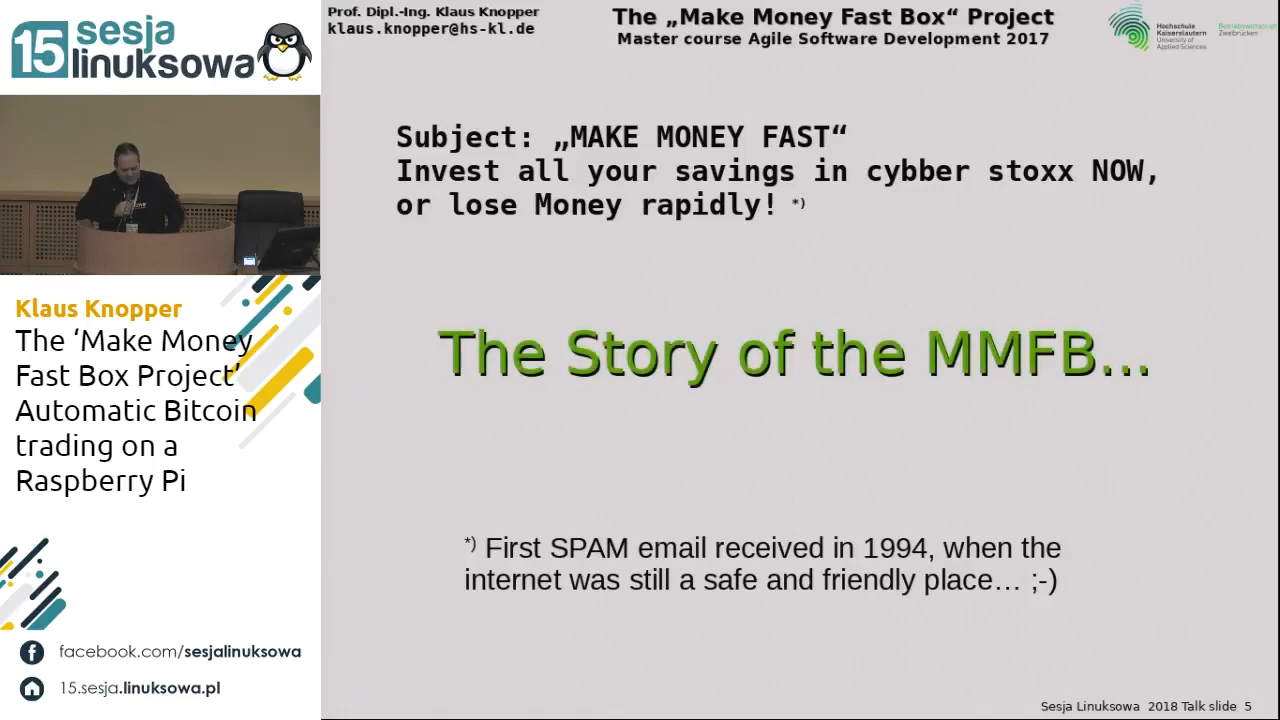 15 sesja
linuksowa
Klaus Knopper
The ‘Make Money
Fast Box Project’
Automatic Bitcoin
trading on a
Raspberry Pi
facebook.com/sesjalinuksowa
15.sesja.linuksowa.pl
Prof. Dipl.-Ing. Klaus Knopper
klaus.knopper@hs-kl.de
The „Make Money Fast Box“ Project
Master course Agile Software Development 2017
Hochschule
Kaiserslautern
University of
Applied Sciences
Betriebswirtschaft
Zweibrücken
Subject: „MAKE MONEY FAST“
Invest all your savings in cybber stoxx NOW,
or lose Money rapidly! *)
The Story of the MMFB...
*) First SPAM email received in 1994, when the
internet was still a safe and friendly place… ;-)
Sesja Linuksowa 2018 Talk slide 5